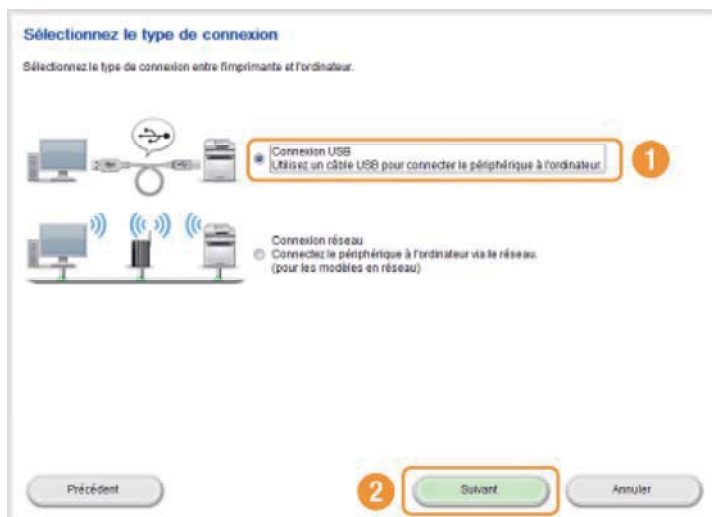 Sélectionnez le type de connexion
Sélectionnez le type de connexion entre l'imprimante et l'ordinateur.
Connexion USB
Utilisez un câble USB pour connecter le périphérique à l'ordinateur.
1
Connexion réseau
Connectez le périphérique à l'ordinateur via le réseau.
(pour les modèles en réseau)
Précédent
2
Suivant
Annuler